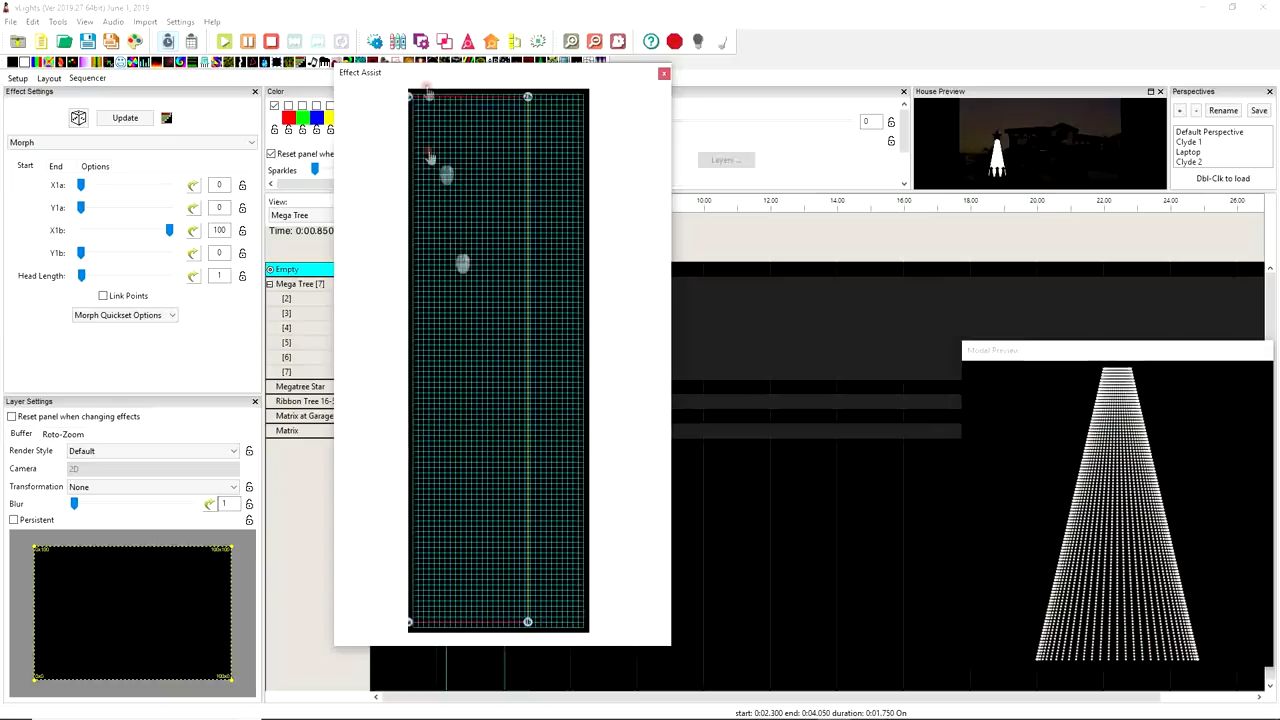 xLights (Ver 2019.27 64bit) June 1, 2019
File Edit Tools View Audio Import Settings Help
Setup Layout Sequencer
Effect Settings
Update
Morph
Start End Options
X1a: 0
Y1a: 0
X1b: 100
Y1b: 0
Head Length: 1
Link Points
Morph Quickset Options
Layer Settings
Reset panel when changing effects
Buffer Roto-Zoom
Render Style Default
Camera 2D
Transformation None
Blur 1
Persistent
0x100 100x100
0x0 100x0
Color
Reset panel whe
Sparkles
View:
Mega Tree
Time: 0:00.850
Empty
Mega Tree [7]
[2]
[3]
[4]
[5]
[6]
[7]
Megatree Star
Ribbon Tree 16-
Matrix at Garage
Matrix
Effect Assist
x
2b
1b
0
Layers ...
10:00 12:00 14:00 16:00 18:00 20:00 22:00 24:00 26:00
House Preview
Perspectives
+ - Rename Save
Default Perspective
Clyde 1
Laptop
Clyde 2
Dbl-Clk to load
Model Preview
start: 0:02.300 end: 0:04.050 duration: 0:01.750 On